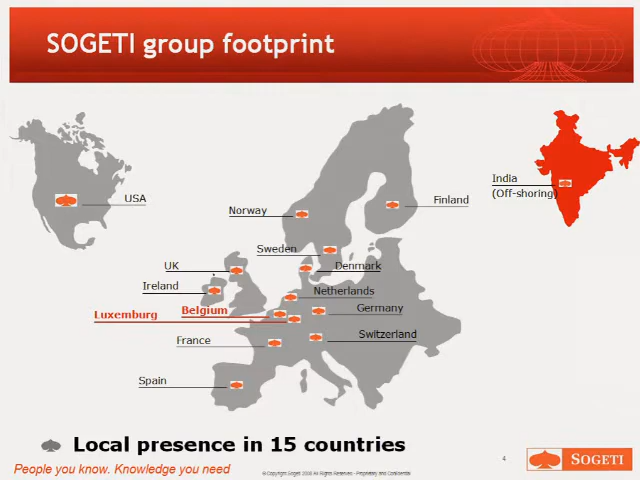 SOGETI group footprint
USA
India
(Off-shoring)
Finland
Norway
Sweden
UK
Denmark
Ireland
Netherlands
Luxemburg
Belgium
Germany
Switzerland
France
Spain
Local presence in 15 countries
People you know. Knowledge you need
© Copyright Sogeti 2008 All Rights Reserved - Proprietary and Confidential
4
SOGETI